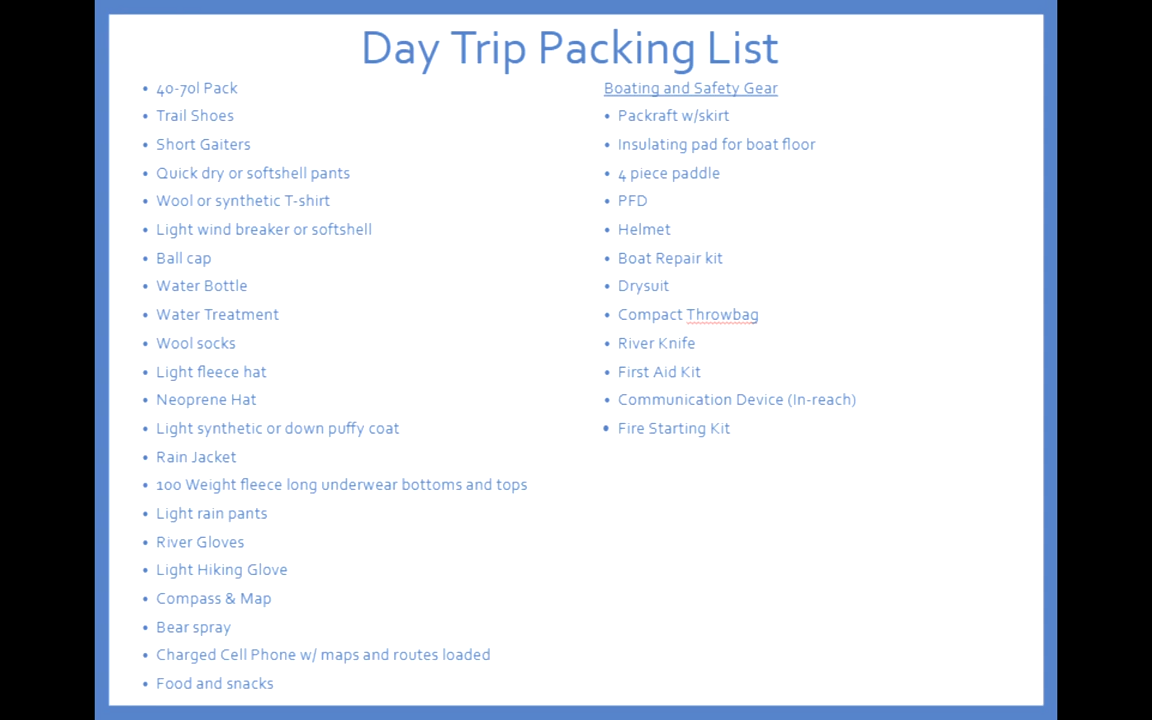 Day Trip Packing List
• 40-70l Pack
• Trail Shoes
• Short Gaiters
• Quick dry or softshell pants
• Wool or synthetic T-shirt
• Light wind breaker or softshell
• Ball cap
• Water Bottle
• Water Treatment
• Wool socks
• Light fleece hat
• Neoprene Hat
• Light synthetic or down puffy coat
• Rain Jacket
• 100 Weight fleece long underwear bottoms and tops
• Light rain pants
• River Gloves
• Light Hiking Glove
• Compass & Map
• Bear spray
• Charged Cell Phone w/ maps and routes loaded
• Food and snacks
Boating and Safety Gear
• Packraft w/skirt
• Insulating pad for boat floor
• 4 piece paddle
• PFD
• Helmet
• Boat Repair kit
• Drysuit
• Compact Throwbag
• River Knife
• First Aid Kit
• Communication Device (In-reach)
• Fire Starting Kit